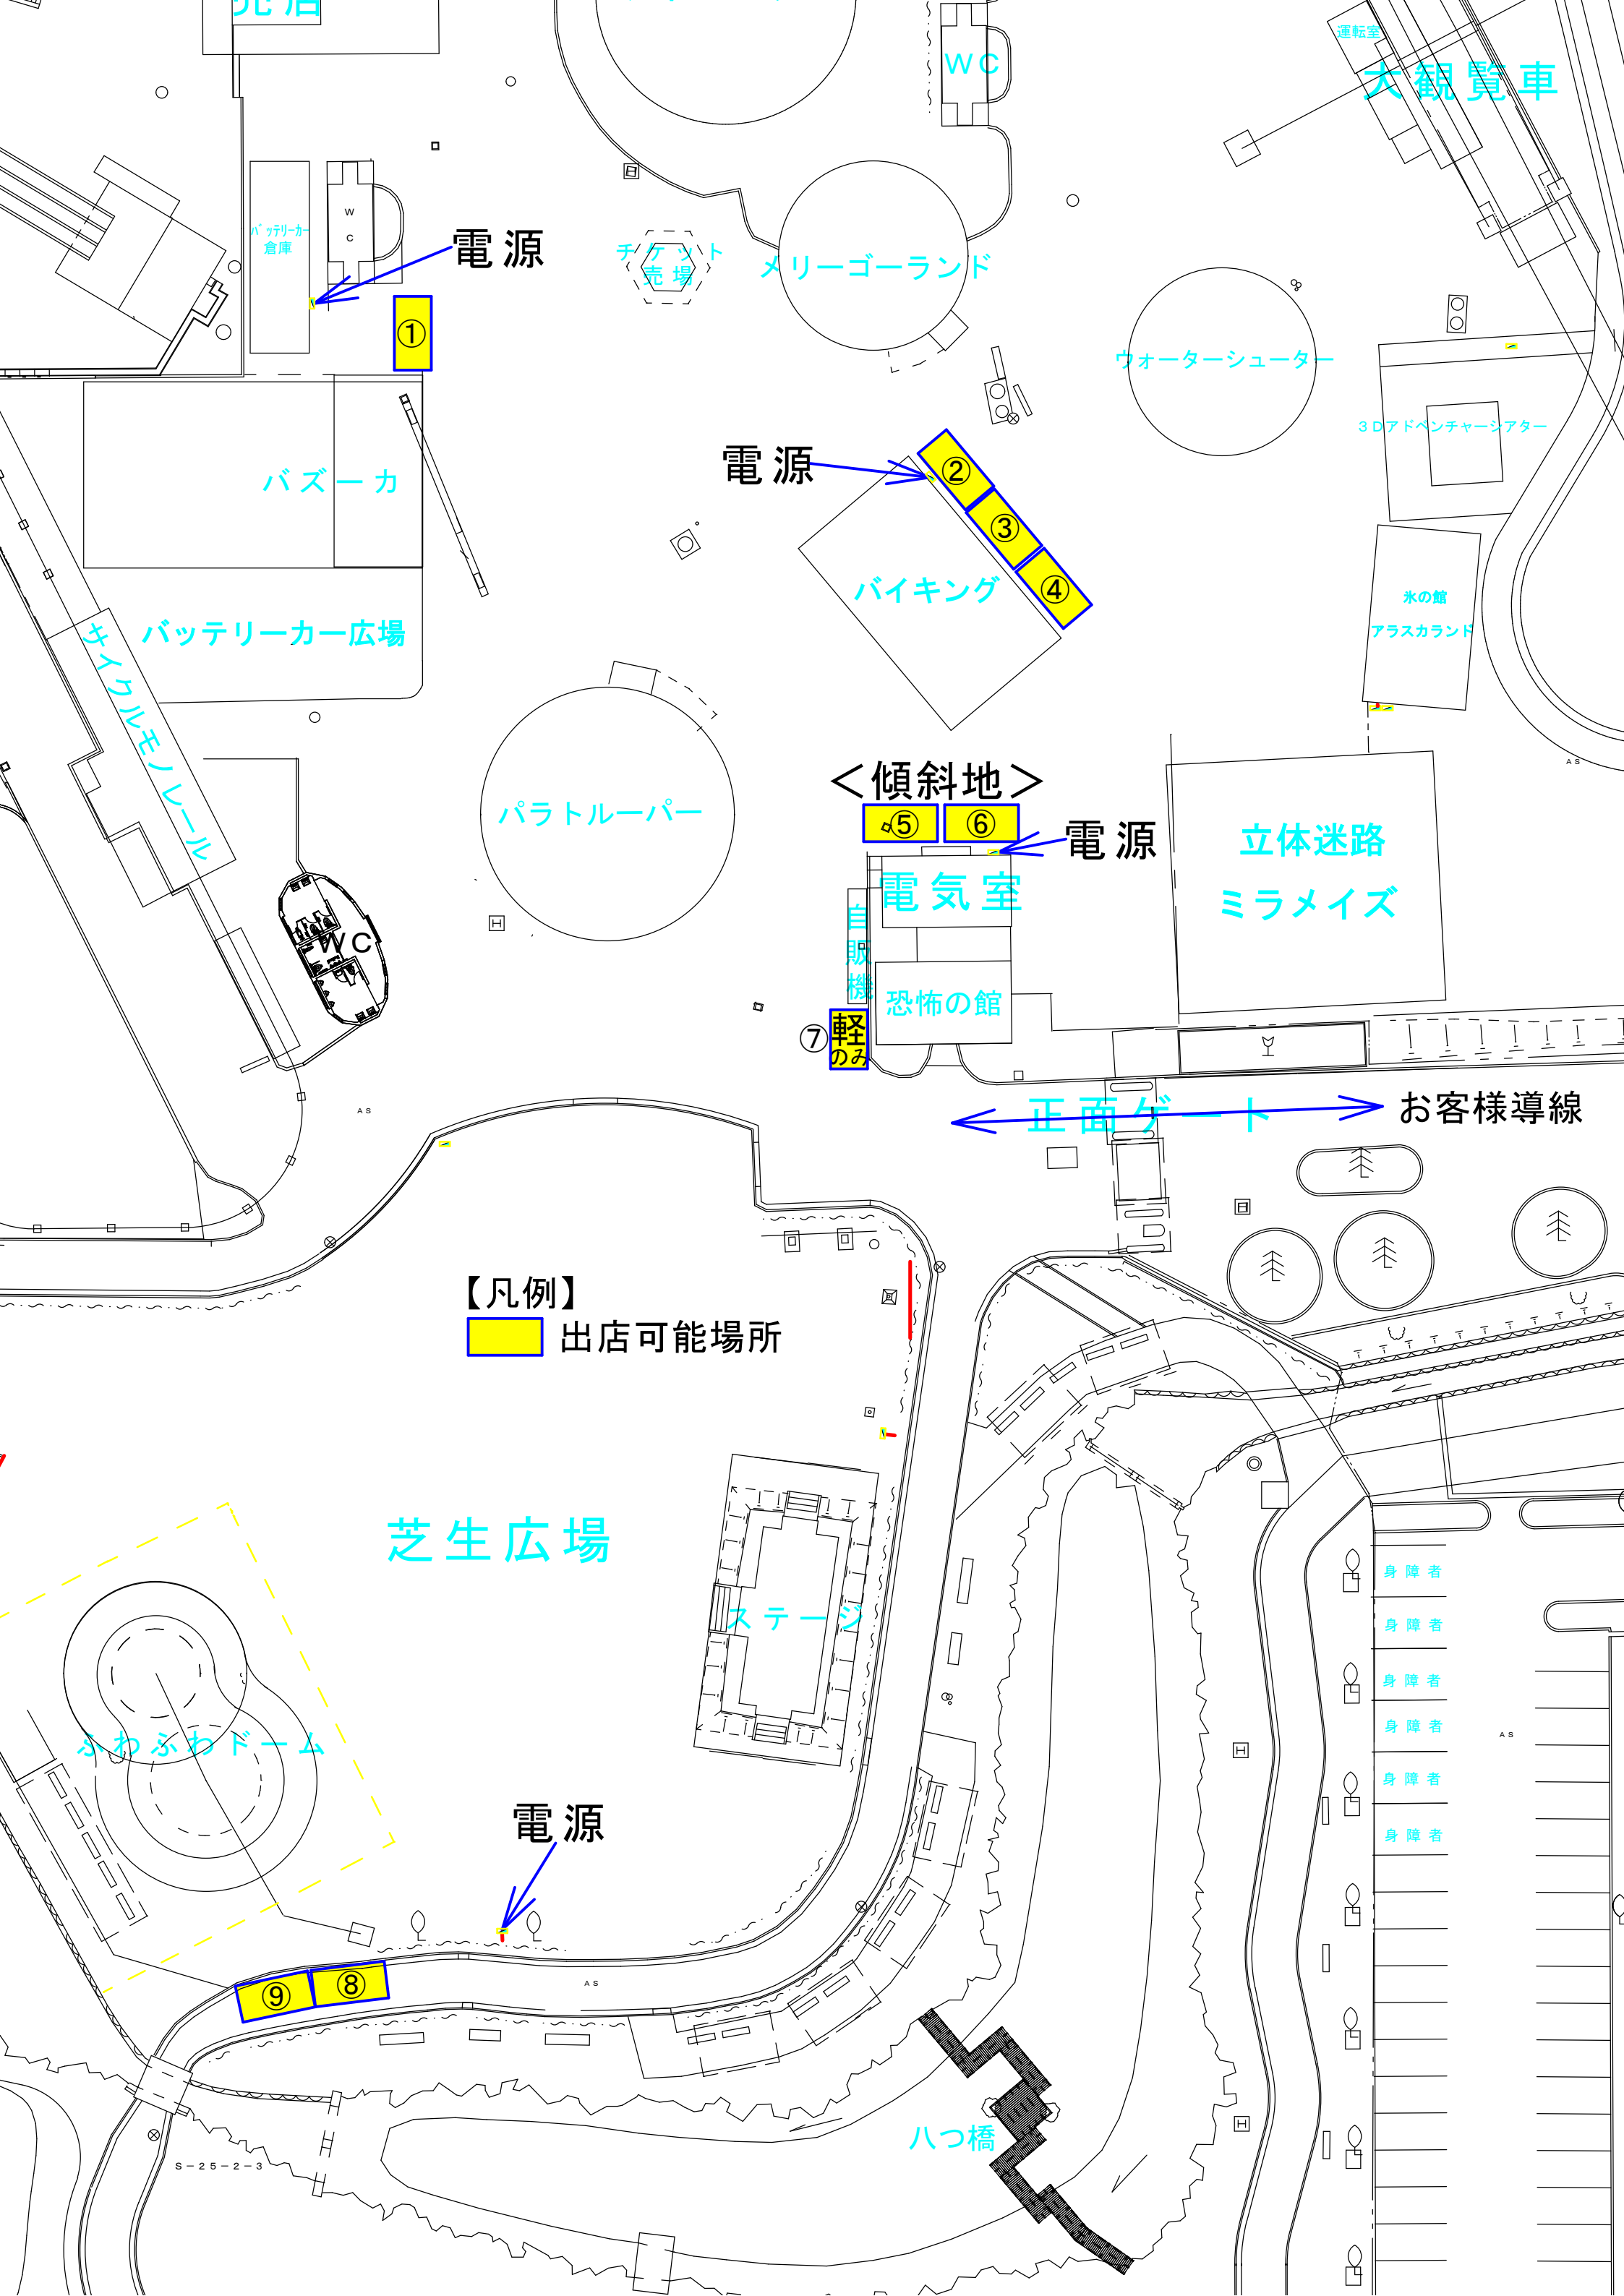 売店
WC
運転室
大観覧車
バッテリーカー
倉庫
W
C
電源
チケット
売場
メリーゴーランド
①
ウォーターシューター
3Dアドベンチャーシアター
バズーカ
電源
②
③
④
バイキング
氷の館
アラスカランド
バッテリーカー広場
サイクルモノレール
AS
<傾斜地>
⑤
⑥
電源
パラトルーパー
立体迷路
ミラメイズ
電気室
自販機
WC
恐怖の館
⑦
軽
のみ
AS
正面ゲート
お客様導線
【凡例】
出店可能場所
芝生広場
ステージ
身障者
身障者
身障者
身障者
身障者
身障者
AS
ふわふわドーム
電源
⑧
⑨
AS
八つ橋
S-25-2-3